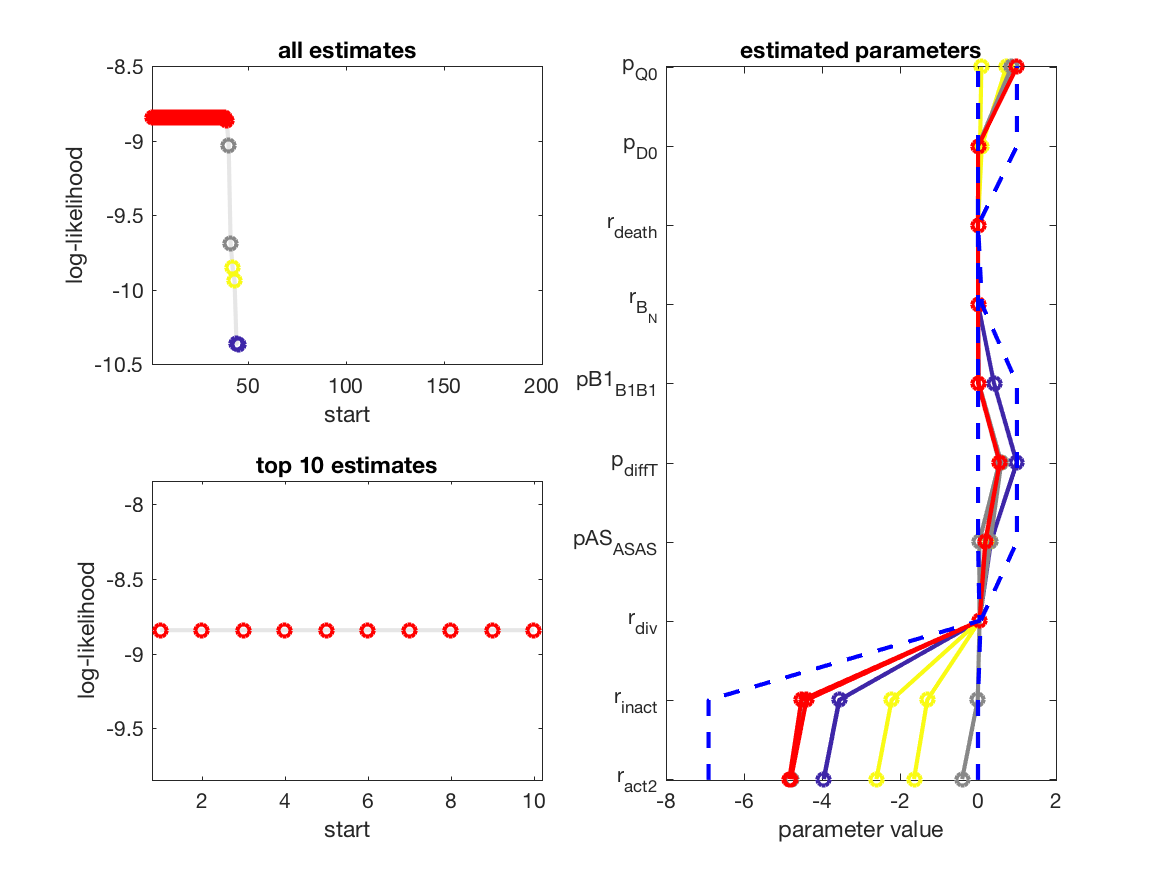 all estimates
-8.5
-9
-9.5
-10
-10.5
log-likelihood
50
100
150
200
start
top 10 estimates
-8
-8.5
-9
-9.5
log-likelihood
2
4
6
8
10
start
estimated parameters
p_Q0
p_D0
r_death
r_B_N
pB1_B1B1
p_diffT
pAS_ASAS
r_div
r_inact
r_act2
-8
-6
-4
-2
0
2
parameter value